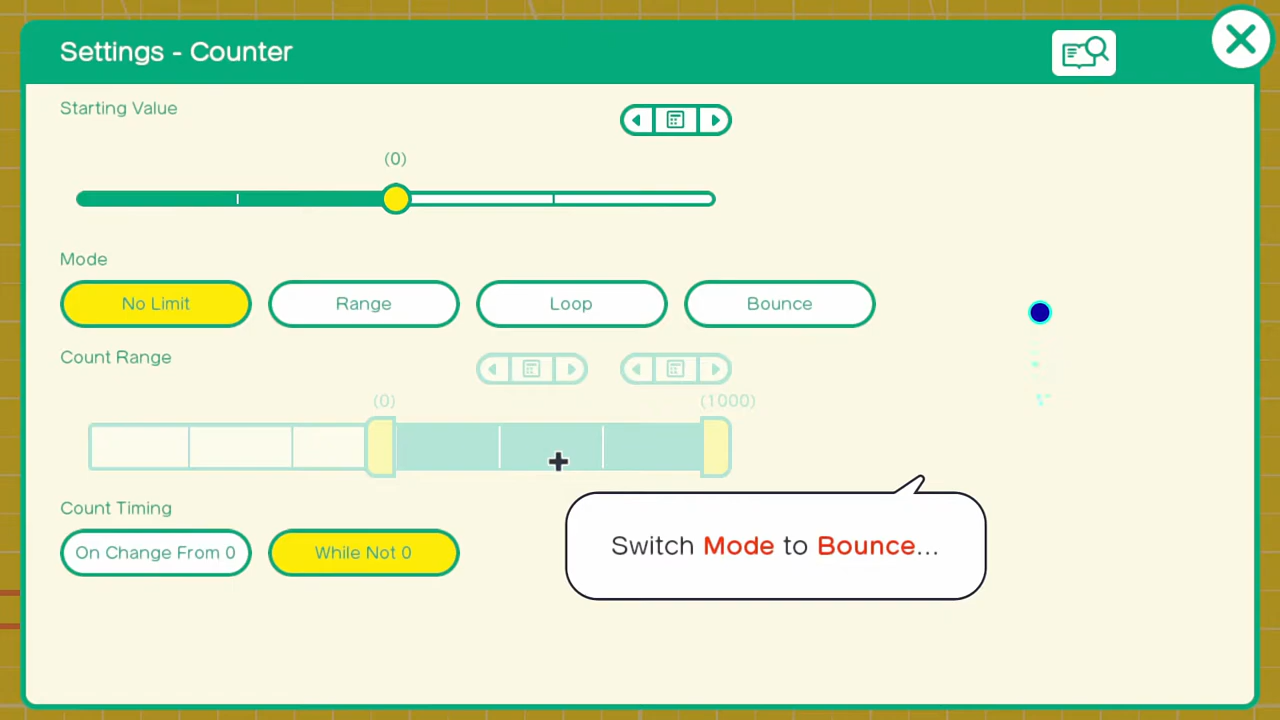 Settings - Counter
Starting Value
(0)
Mode
No Limit
Range
Loop
Bounce
Count Range
(0)
(1000)
Count Timing
On Change From 0
While Not 0
Switch Mode to Bounce...